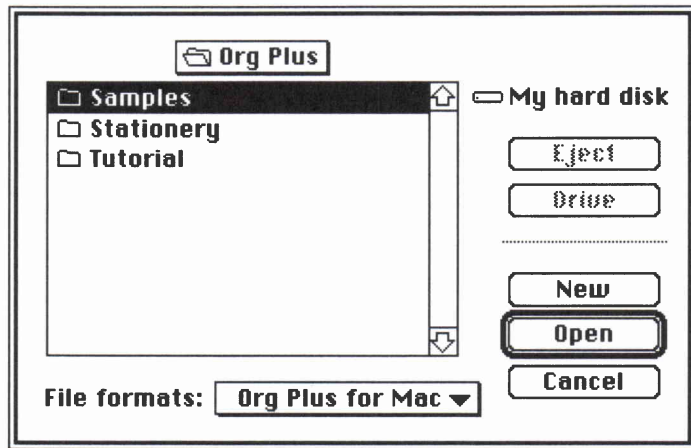 Org Plus
Samples
Stationery
Tutorial
My hard disk
Eject
Drive
New
Open
Cancel
File formats: Org Plus for Mac